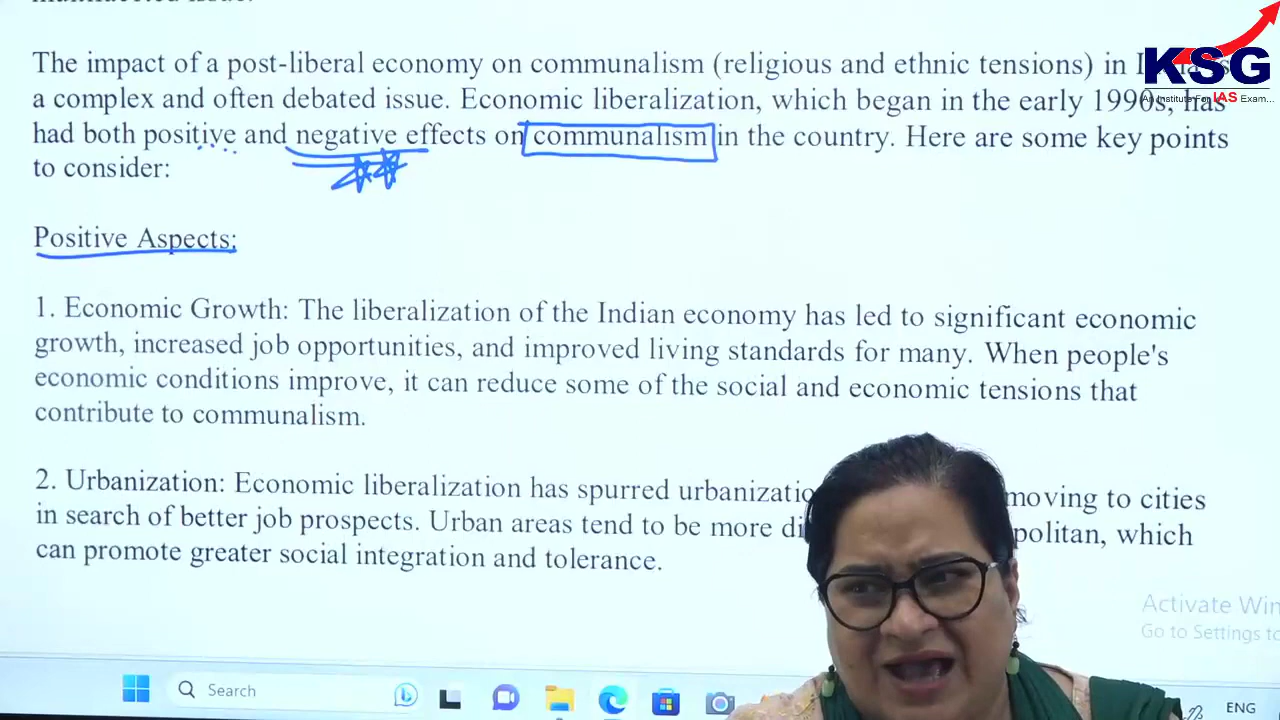 The impact of a post-liberal economy on communalism (religious and ethnic tensions) in
a complex and often debated issue. Economic liberalization, which began in the early 1990s, has
had both positive and negative effects on communalism in the country. Here are some key points
to consider:
Positive Aspects:
1. Economic Growth: The liberalization of the Indian economy has led to significant economic
growth, increased job opportunities, and improved living standards for many. When people's
economic conditions improve, it can reduce some of the social and economic tensions that
contribute to communalism.
2. Urbanization: Economic liberalization has spurred moving to cities
in search of better job prospects. Urban areas tend to be more which
can promote greater social integration and tolerance.
KSG
An Institute For IAS Exam...
Activate Win
Go to Settings to
Search
ENG